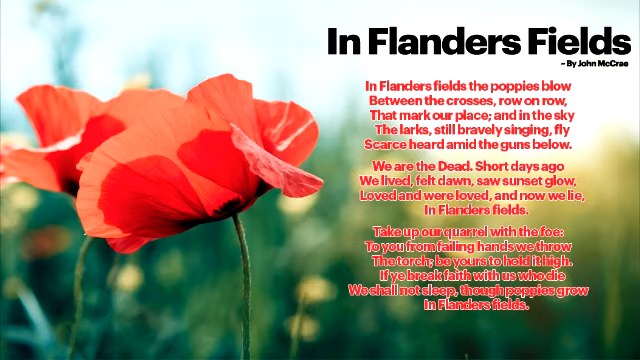 In Flanders Fields
~ By John McCrae
In Flanders fields the poppies blow
Between the crosses, row on row,
That mark our place; and in the sky
The larks, still bravely singing, fly
Scarce heard amid the guns below.
We are the Dead. Short days ago
We lived, felt dawn, saw sunset glow,
Loved and were loved, and now we lie,
In Flanders fields.
Take up our quarrel with the foe:
To you from failing hands we throw
The torch; be yours to hold it high.
If ye break faith with us who die
We shall not sleep, though poppies grow
In Flanders fields.